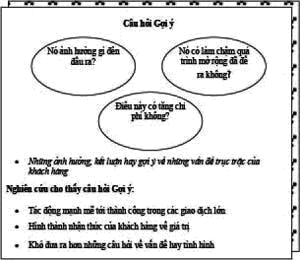 Câu hỏi Gợi ý
Nó ảnh hưởng gì đến
đầu ra?
Nó có làm chậm quá
trình mở rộng đã đề
ra không?
Điều này có tăng chi
phí không?
• Những ảnh hưởng, kết luận hay gợi ý về những vấn đề trục trặc của
khách hàng
Nghiên cứu cho thấy câu hỏi Gợi ý:
• Tác động mạnh mẽ tới thành công trong các giao dịch lớn
• Hình thành nhận thức của khách hàng về giá trị
• Khó đưa ra hơn những câu hỏi về vấn đề hay tình hình